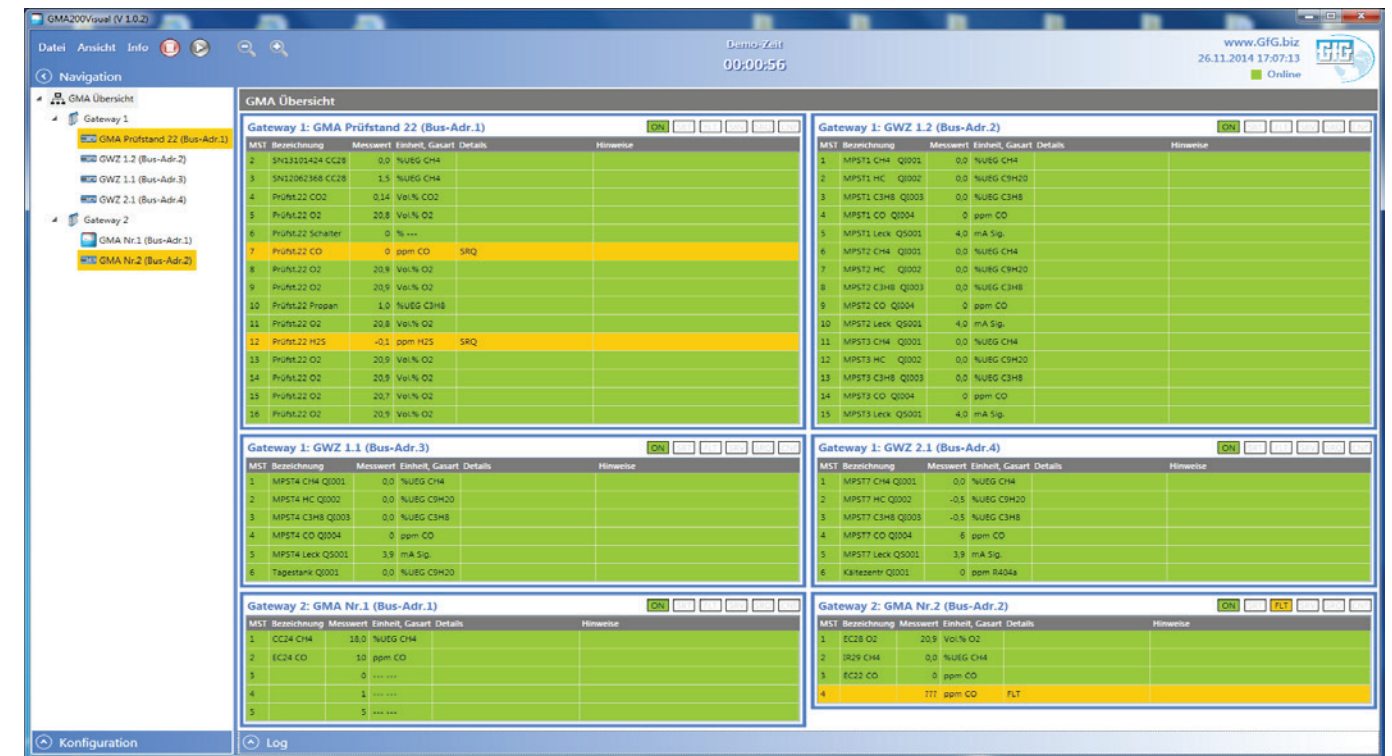 GMA200Visual (V 1.0.2)
Datei Ansicht Info
Demo-Zeit
00:00:56
www.GfG.biz
26.11.2014 17:07:13
Online
GfG
Navigation
GMA Übersicht
Gateway 1
GMA Prüfstand 22 (Bus-Adr.1)
GWZ 1.2 (Bus-Adr.2)
GWZ 1.1 (Bus-Adr.3)
GWZ 2.1 (Bus-Adr.4)
Gateway 2
GMA Nr.1 (Bus-Adr.1)
GMA Nr.2 (Bus-Adr.2)
Konfiguration
GMA Übersicht
Gateway 1: GMA Prüfstand 22 (Bus-Adr.1) ON
MST Bezeichnung Messwert Einheit, Gasart Details Hinweise
2 SN13101424 CC28 0,0 %UEG CH4
3 SN12062368 CC28 1,5 %UEG CH4
4 Prüfst.22 CO2 0,14 Vol.% CO2
5 Prüfst.22 O2 20,8 Vol.% O2
6 Prüfst.22 Schalter 0 % ---
7 Prüfst.22 CO 0 ppm CO SRQ
8 Prüfst.22 O2 20,9 Vol.% O2
9 Prüfst.22 O2 20,9 Vol.% O2
10 Prüfst.22 Propan 1,0 %UEG C3H8
11 Prüfst.22 O2 20,8 Vol.% O2
12 Prüfst.22 H2S -0,1 ppm H2S SRQ
13 Prüfst.22 O2 20,9 Vol.% O2
14 Prüfst.22 O2 20,9 Vol.% O2
15 Prüfst.22 O2 20,7 Vol.% O2
16 Prüfst.22 O2 20,9 Vol.% O2
Gateway 1: GWZ 1.2 (Bus-Adr.2) ON
MST Bezeichnung Messwert Einheit, Gasart Details Hinweise
1 MPST1 CH4 QI001 0,0 %UEG CH4
2 MPST1 HC QI002 0,0 %UEG C9H20
3 MPST1 C3H8 QI003 0,0 %UEG C3H8
4 MPST1 CO QI004 0 ppm CO
5 MPST1 Leck QS001 4,0 mA Sig.
6 MPST2 CH4 QI001 0,0 %UEG CH4
7 MPST2 HC QI002 0,0 %UEG C9H20
8 MPST2 C3H8 QI003 0,0 %UEG C3H8
9 MPST2 CO QI004 0 ppm CO
10 MPST2 Leck QS001 4,0 mA Sig.
11 MPST3 CH4 QI001 0,0 %UEG CH4
12 MPST3 HC QI002 0,0 %UEG C9H20
13 MPST3 C3H8 QI003 0,0 %UEG C3H8
14 MPST3 CO QI004 0 ppm CO
15 MPST3 Leck QS001 4,0 mA Sig.
Gateway 1: GWZ 1.1 (Bus-Adr.3) ON
MST Bezeichnung Messwert Einheit, Gasart Details Hinweise
1 MPST4 CH4 QI001 0,0 %UEG CH4
2 MPST4 HC QI002 0,0 %UEG C9H20
3 MPST4 C3H8 QI003 0,0 %UEG C3H8
4 MPST4 CO QI004 0 ppm CO
5 MPST4 Leck QS001 3,9 mA Sig.
6 Tagestank QI001 0,0 %UEG C9H20
Gateway 1: GWZ 2.1 (Bus-Adr.4) ON
MST Bezeichnung Messwert Einheit, Gasart Details Hinweise
1 MPST7 CH4 QI001 0,0 %UEG CH4
2 MPST7 HC QI002 -0,5 %UEG C9H20
3 MPST7 C3H8 QI003 -0,5 %UEG C3H8
4 MPST7 CO QI004 6 ppm CO
5 MPST7 Leck QS001 3,9 mA Sig.
6 Kältezentr QI001 0 ppm R404a
Gateway 2: GMA Nr.1 (Bus-Adr.1) ON
MST Bezeichnung Messwert Einheit, Gasart Details Hinweise
1 CC24 CH4 18,0 %UEG CH4
2 EC24 CO 10 ppm CO
3 0 --- ---
4 1 --- ---
5 5 --- ---
Gateway 2: GMA Nr.2 (Bus-Adr.2) ON FLT
MST Bezeichnung Messwert Einheit, Gasart Details Hinweise
1 EC28 O2 20,9 Vol.% O2
2 IR29 CH4 0,0 %UEG CH4
3 EC22 CO 0 ppm CO
4 ??? ppm CO FLT
Log